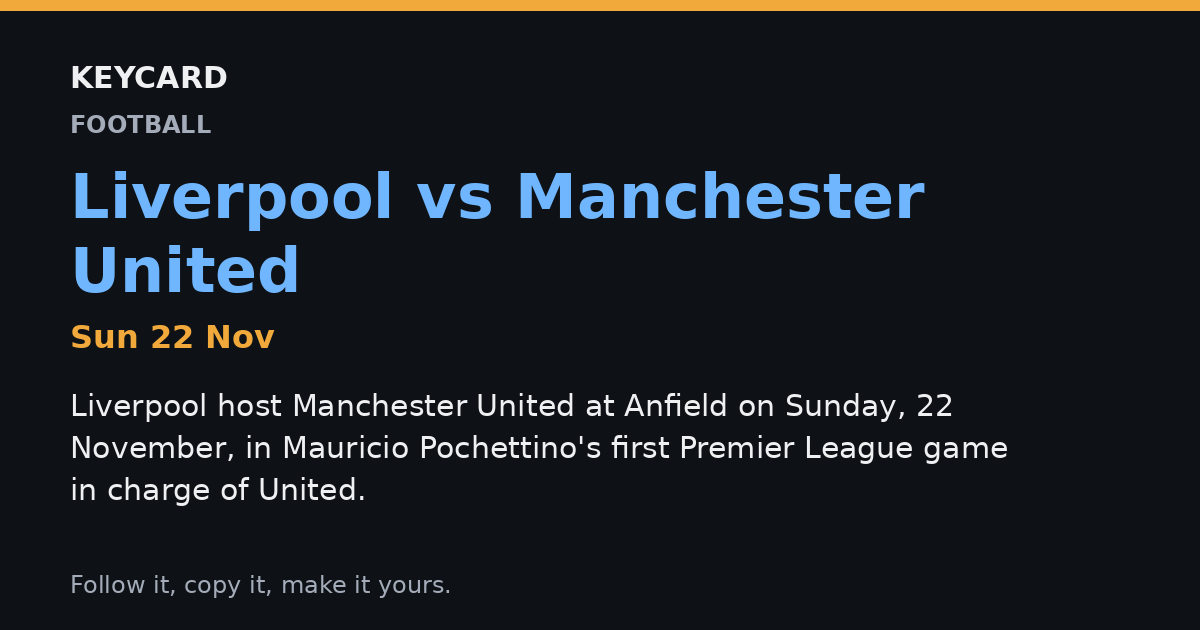 KEYCARD
FOOTBALL
Liverpool vs Manchester
United
Sun 22 Nov
Liverpool host Manchester United at Anfield on Sunday, 22
November, in Mauricio Pochettino's first Premier League game
in charge of United.
Follow it, copy it, make it yours.